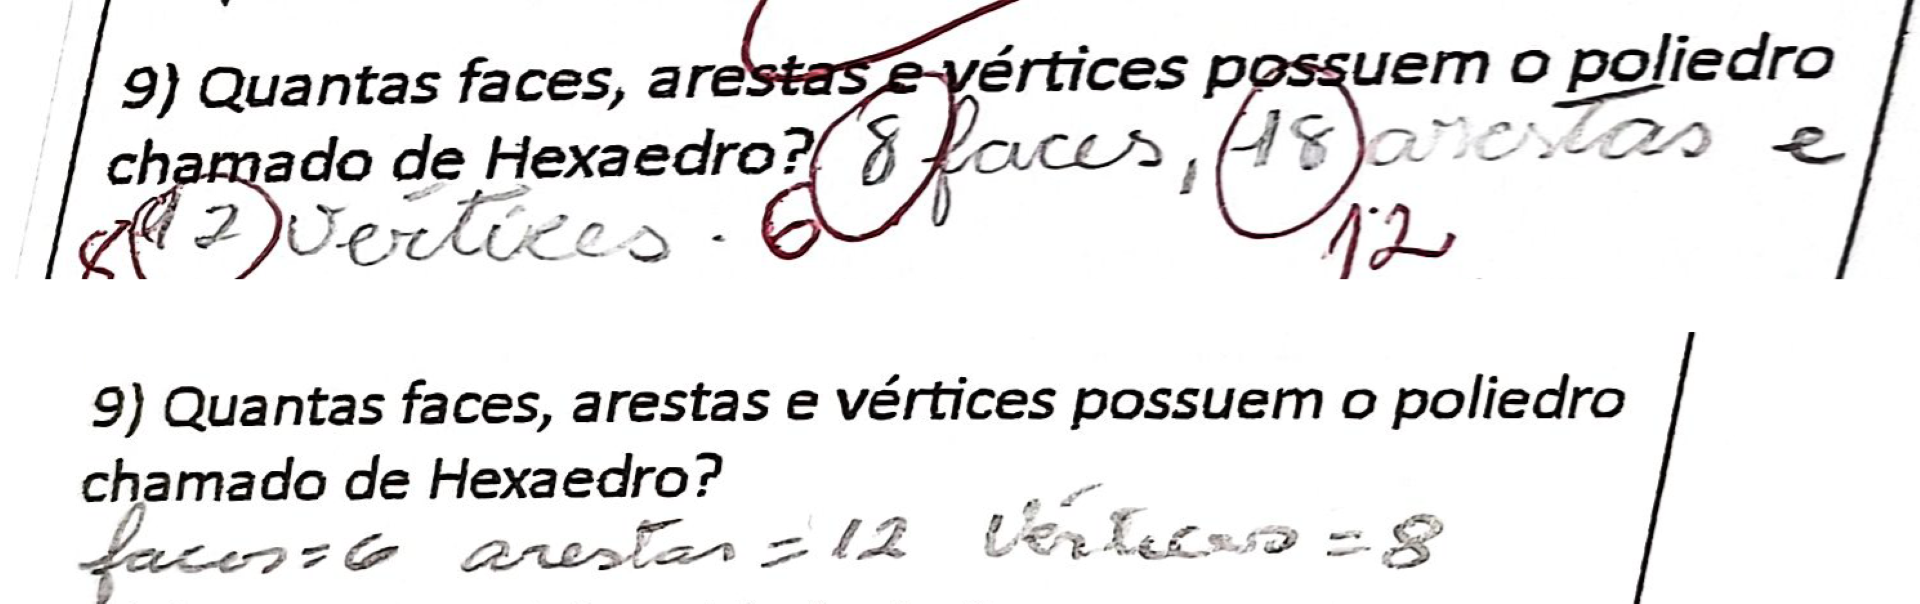 9) Quantas faces, arestas e vértices possuem o poliedro
chamado de Hexaedro? 8 faces, 18 arestas e
8 12 vértices. 6 12
9) Quantas faces, arestas e vértices possuem o poliedro
chamado de Hexaedro?
faces = 6 arestas = 12 vértices = 8